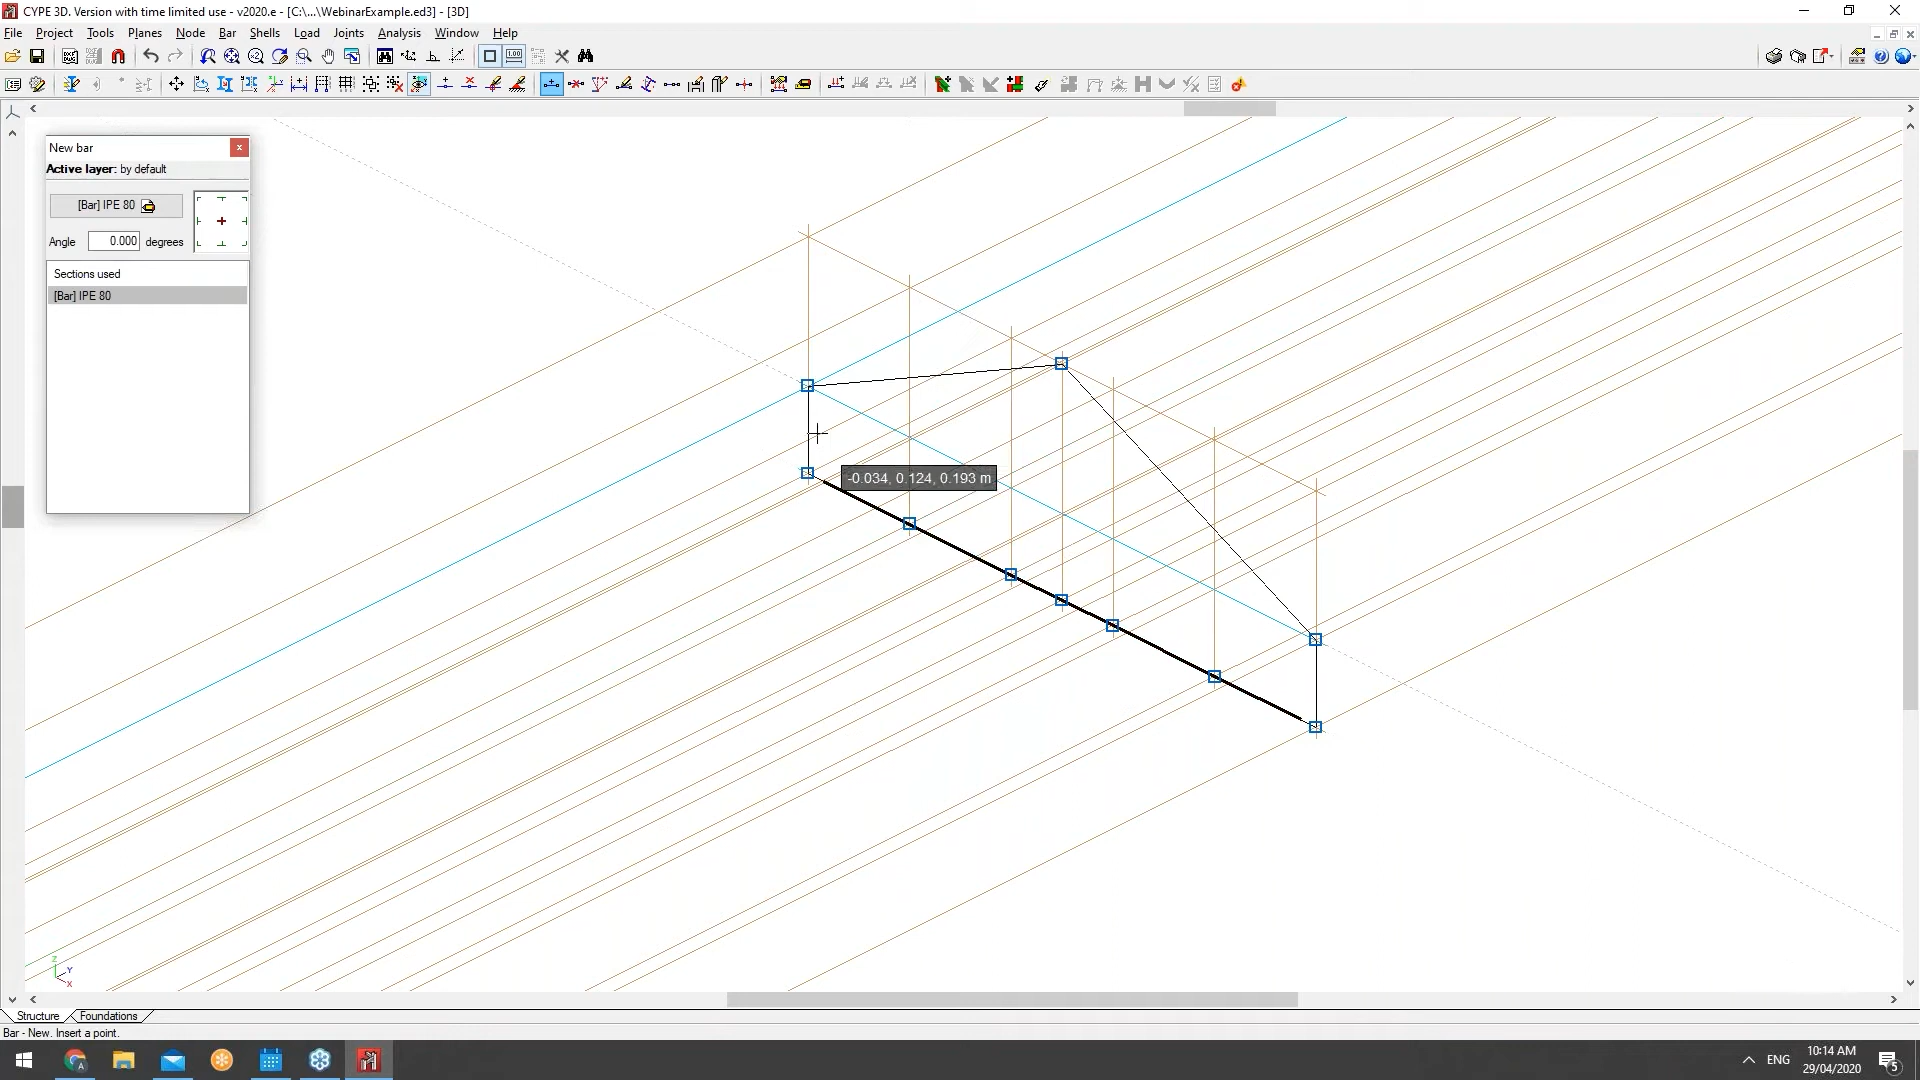 CYPE 3D. Version with time limited use - v2020.e - [C:\...\WebinarExample.ed3] - [3D]
File Project Tools Planes Node Bar Shells Load Joints Analysis Window Help
New bar
Active layer: by default
[Bar] IPE 80
Angle 0.000 degrees
Sections used
[Bar] IPE 80
-0.034, 0.124, 0.193 m
Z
Y
X
Structure Foundations
Bar - New. Insert a point.
ENG
10:14 AM
29/04/2020
5